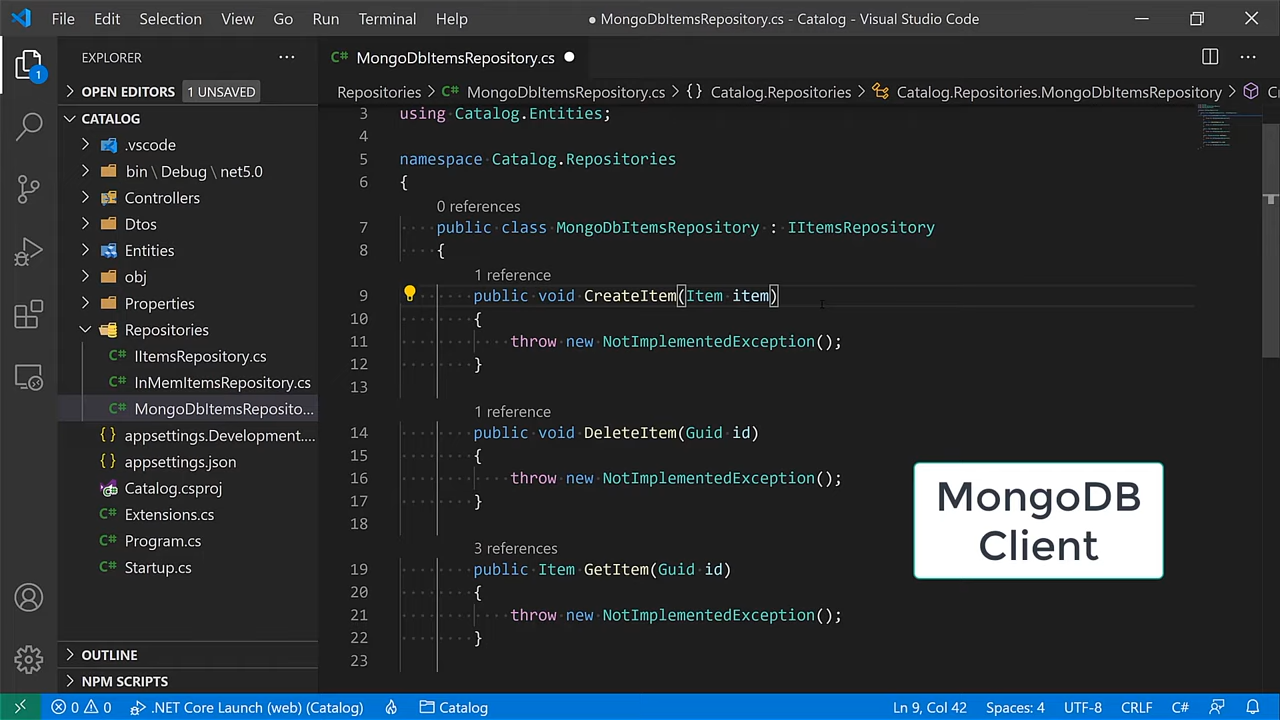 File Edit Selection View Go Run Terminal Help ● MongoDbItemsRepository.cs - Catalog - Visual Studio Code
EXPLORER
OPEN EDITORS 1 UNSAVED
CATALOG
.vscode
bin \ Debug \ net5.0
Controllers
Dtos
Entities
obj
Properties
Repositories
IItemsRepository.cs
InMemItemsRepository.cs
MongoDbItemsReposito...
appsettings.Development....
appsettings.json
Catalog.csproj
Extensions.cs
Program.cs
Startup.cs
OUTLINE
NPM SCRIPTS
1
C# MongoDbItemsRepository.cs ●
Repositories > C# MongoDbItemsRepository.cs > {} Catalog.Repositories > Catalog.Repositories.MongoDbItemsRepository >
3 using Catalog.Entities;
4
5 namespace Catalog.Repositories
6 {
0 references
7 public class MongoDbItemsRepository : IItemsRepository
8 {
1 reference
9 public void CreateItem(Item item)
10 {
11 throw new NotImplementedException();
12 }
13
1 reference
14 public void DeleteItem(Guid id)
15 {
16 throw new NotImplementedException();
17 }
18
3 references
19 public Item GetItem(Guid id)
20 {
21 throw new NotImplementedException();
22 }
23
MongoDB
Client
0 0 .NET Core Launch (web) (Catalog) Catalog Ln 9, Col 42 Spaces: 4 UTF-8 CRLF C#